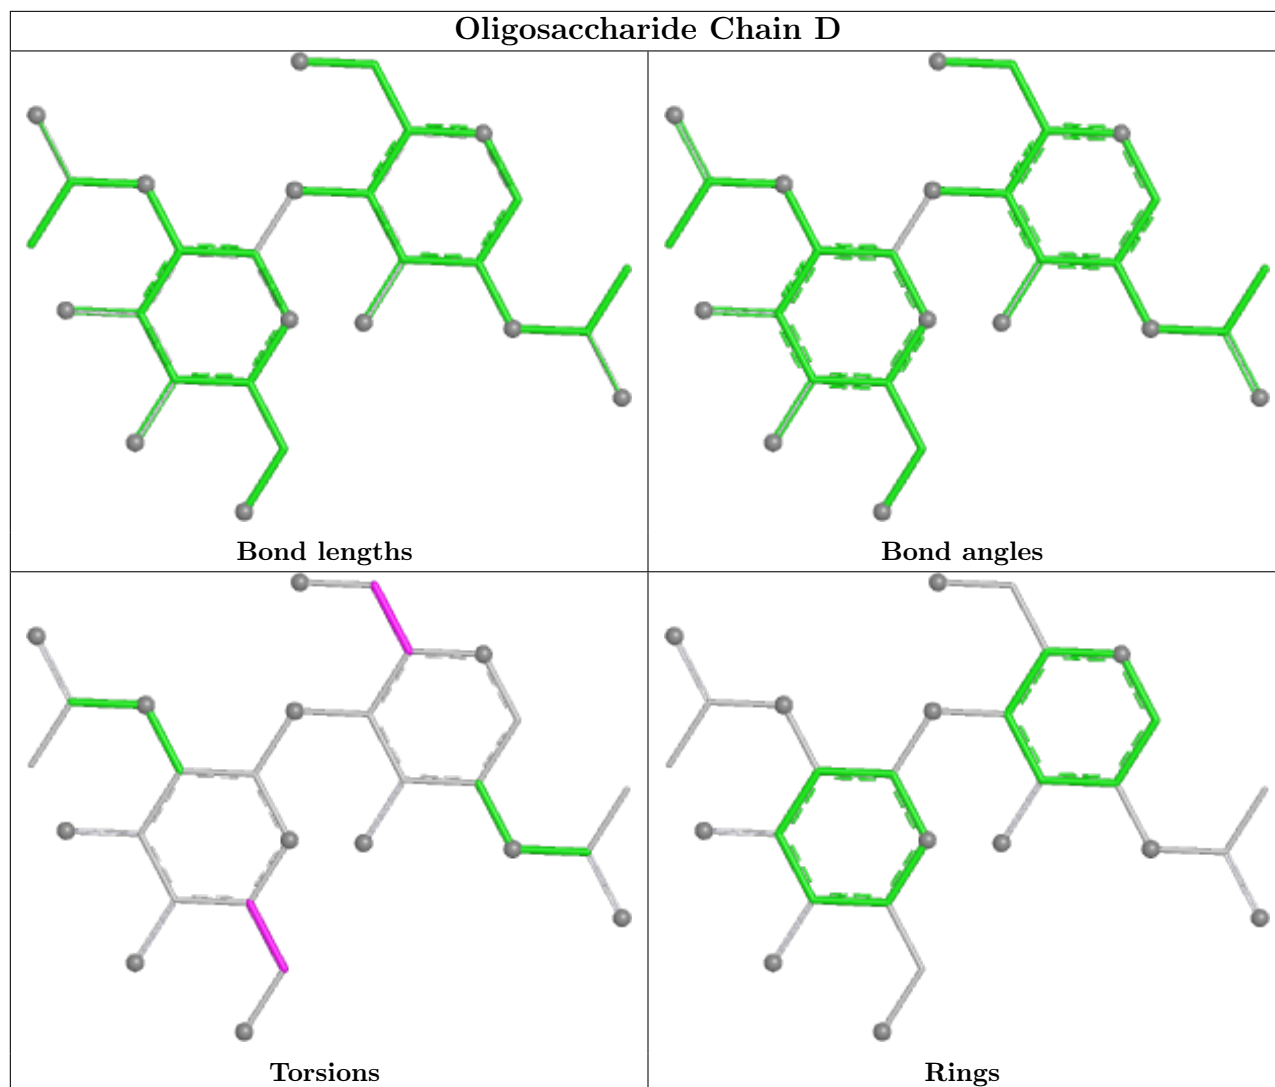 Oligosaccharide Chain D
Bond lengths
Bond angles
Torsions
Rings